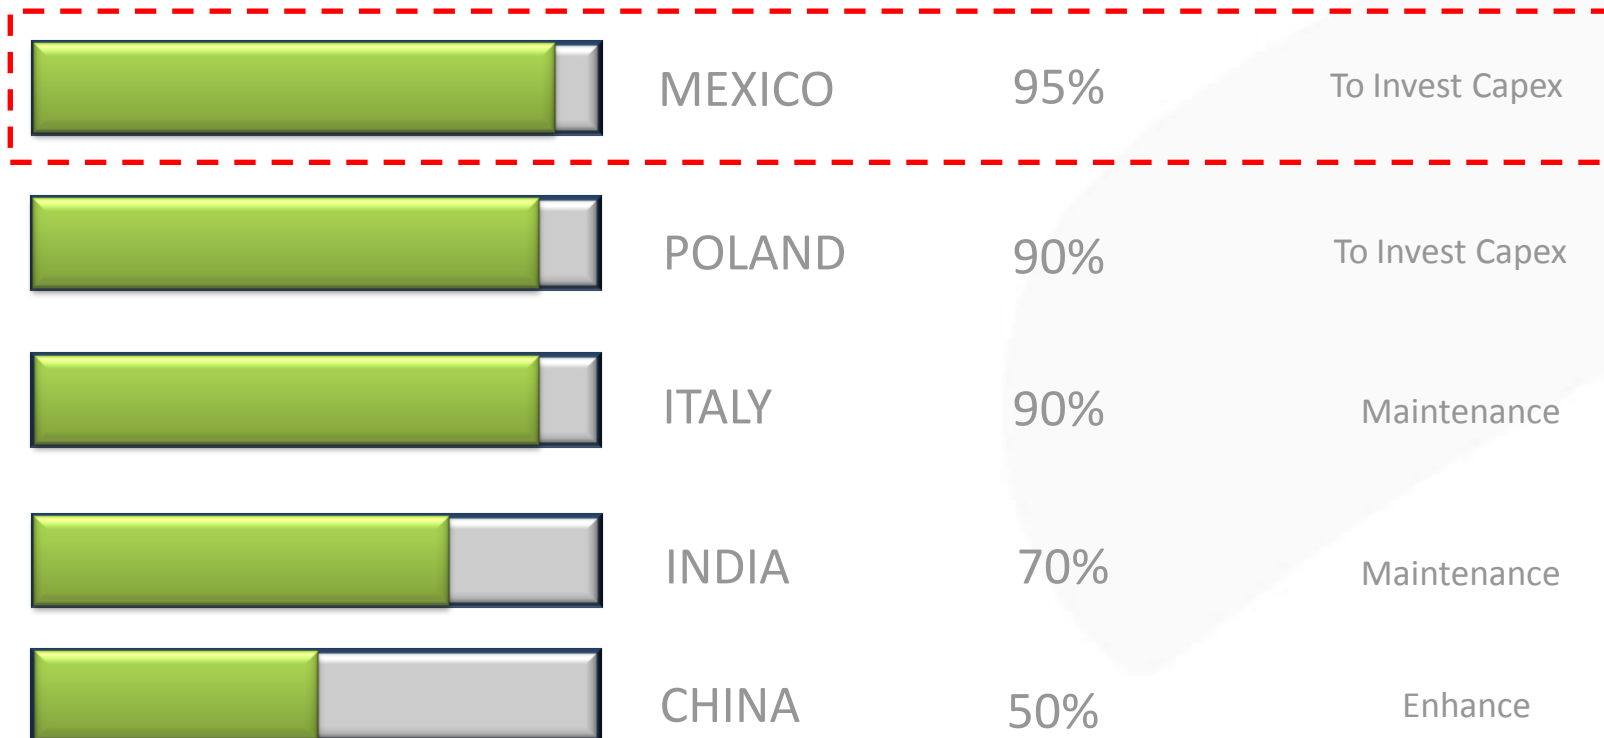 MEXICO 95% To Invest Capex
POLAND 90% To Invest Capex
ITALY 90% Maintenance
INDIA 70% Maintenance
CHINA 50% Enhance